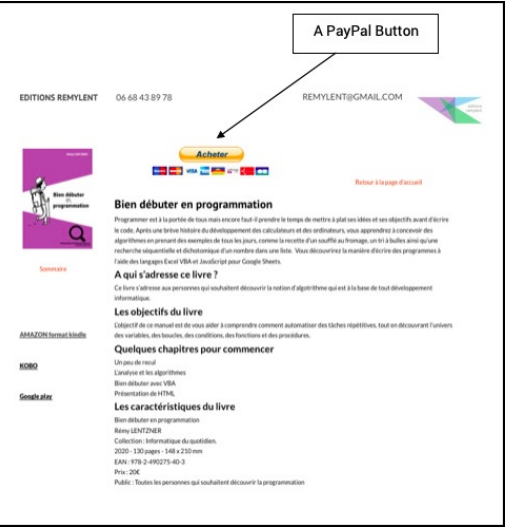 A PayPal Button
EDITIONS REMYLENT 06 68 43 89 78 REMYLENT@GMAIL.COM
Acheter
VISA
Retour à la page d'accueil
Bien débuter
en
programmation
Sommaire
AMAZON format kindle
KOBO
Google play
Bien débuter en programmation
Programmer est à la portée de tous mais encore faut-il prendre le temps de mettre à plat ses idées et ses objectifs avant d'écrire
le code. Après une brève histoire du développement des calculateurs et des ordinateurs, vous apprendrez à concevoir des
algorithmes en prenant des exemples de tous les jours, comme la recette d'un soufflé au fromage, un tri à bulles ainsi qu'une
recherche séquentielle et dichotomique d'un nombre dans une liste. Vous découvrirez la manière d'écrire des programmes à
l'aide des langages Excel VBA et JavaScript pour Google Sheets.
A qui s'adresse ce livre ?
Ce livre s'adresse aux personnes qui souhaitent découvrir la notion d'algotrithme qui est à la base de tout développement
informatique.
Les objectifs du livre
L'objectif de ce manuel est de vous aider à comprendre comment automatiser des tâches répétitives, tout en découvrant l'univers
des variables, des boucles, des conditions, des fonctions et des procédures.
Quelques chapitres pour commencer
Un peu de recul
L'analyse et les algorithmes
Bien débuter avec VBA
Présentation de HTML
Les caractéristiques du livre
Bien débuter en programmation
Rémy LENTZNER
Collection : Informatique du quotidien.
2020 - 130 pages - 148 x 210 mm
EAN : 978-2-490275-40-3
Prix : 20€
Public : Toutes les personnes qui souhaitent découvrir la programmation